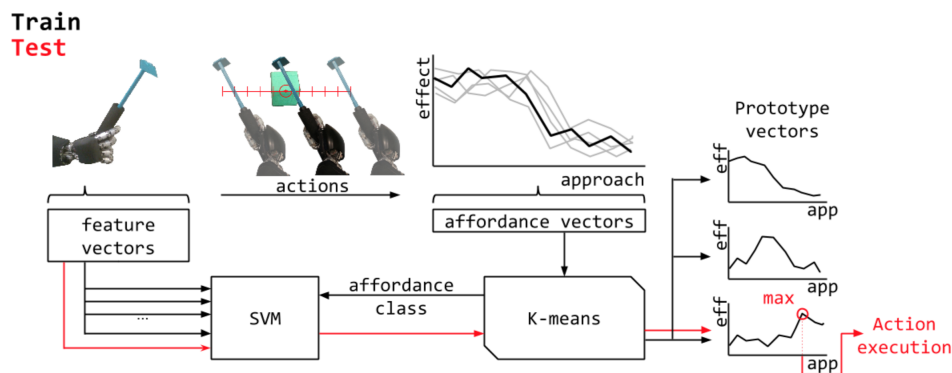 Train
Test
effect
Prototype
vectors
actions
approach
eff
app
feature
vectors
affordance vectors
eff
app
affordance
class
SVM
K-means
...
eff
max
app
Action
execution